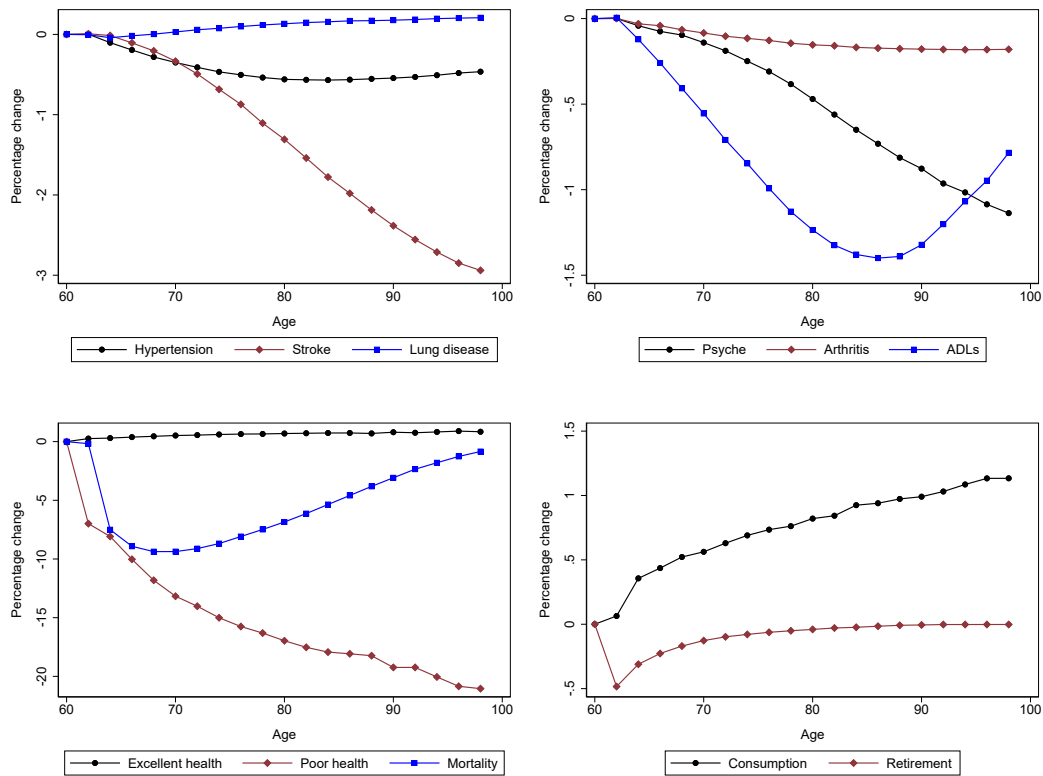 Percentage change
0
-1
-2
-3
60 70 80 90 100
Age
Hypertension Stroke Lung disease
Percentage change
0
-.5
-1
-1.5
60 70 80 90 100
Age
Psyche Arthritis ADLs
Percentage change
0
-5
-10
-15
-20
60 70 80 90 100
Age
Excellent health Poor health Mortality
Percentage change
1.5
1
.5
0
-.5
60 70 80 90 100
Age
Consumption Retirement